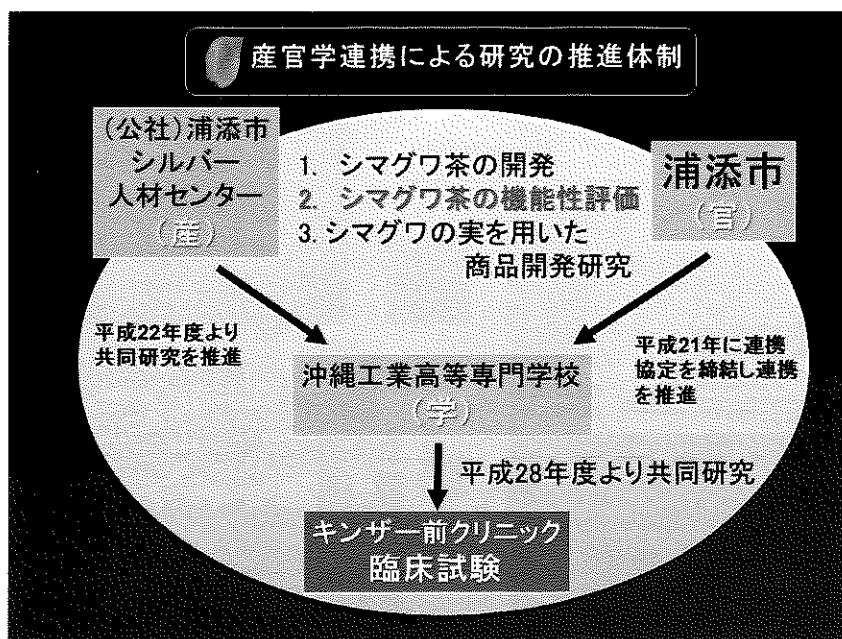 産官学連携による研究の推進体制
(公社)浦添市
シルバー
人材センター
(産)
1. シマグワ茶の開発
2. シマグワ茶の機能性評価
3. シマグワの実を用いた
商品開発研究
浦添市
(官)
平成22年度より
共同研究を推進
平成21年に連携
協定を締結し連携
を推進
沖縄工業高等専門学校
(学)
平成28年度より共同研究
キンザー前クリニック
臨床試験